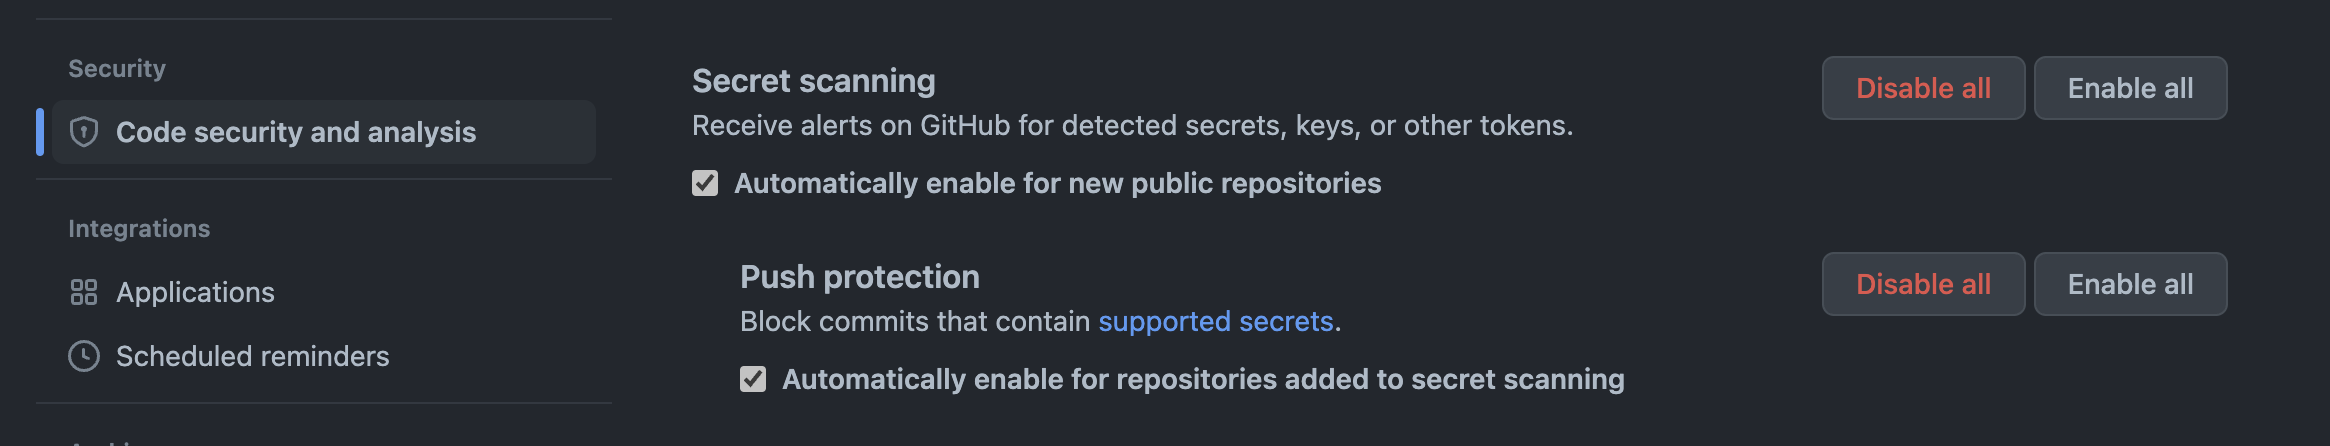 Security
Code security and analysis
Integrations
Applications
Scheduled reminders
Secret scanning
Receive alerts on GitHub for detected secrets, keys, or other tokens.
Automatically enable for new public repositories
Disable all
Enable all
Push protection
Block commits that contain supported secrets.
Automatically enable for repositories added to secret scanning
Disable all
Enable all